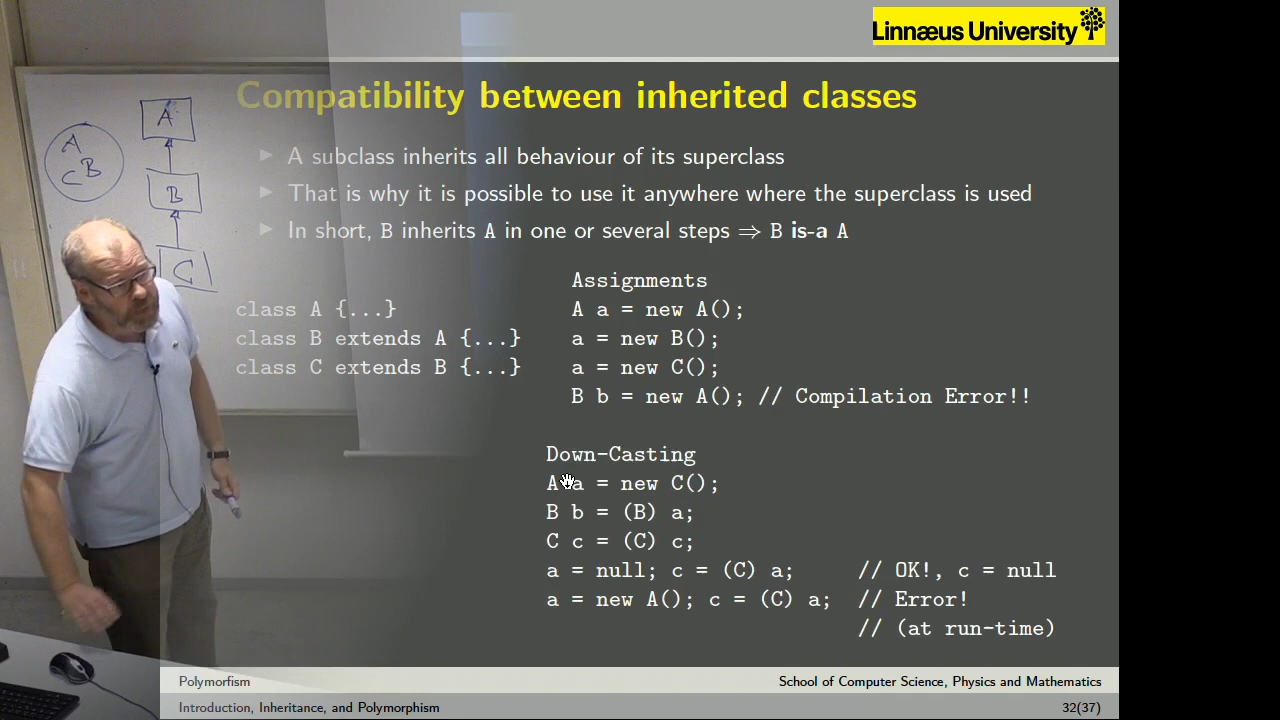 Linnæus University
Compatibility between inherited classes
A subclass inherits all behaviour of its superclass
That is why it is possible to use it anywhere where the superclass is used
In short, B inherits A in one or several steps ⇒ B is-a A
class A {...}
class B extends A {...}
class C extends B {...}
Assignments
A a = new A();
a = new B();
a = new C();
B b = new A(); // Compilation Error!!
Down-Casting
A a = new C();
B b = (B) a;
C c = (C) c;
a = null; c = (C) a; // OK!, c = null
a = new A(); c = (C) a; // Error!
// (at run-time)
A
B
C
A
B
C
Polymorfism
School of Computer Science, Physics and Mathematics
Introduction, Inheritance, and Polymorphism
32(37)